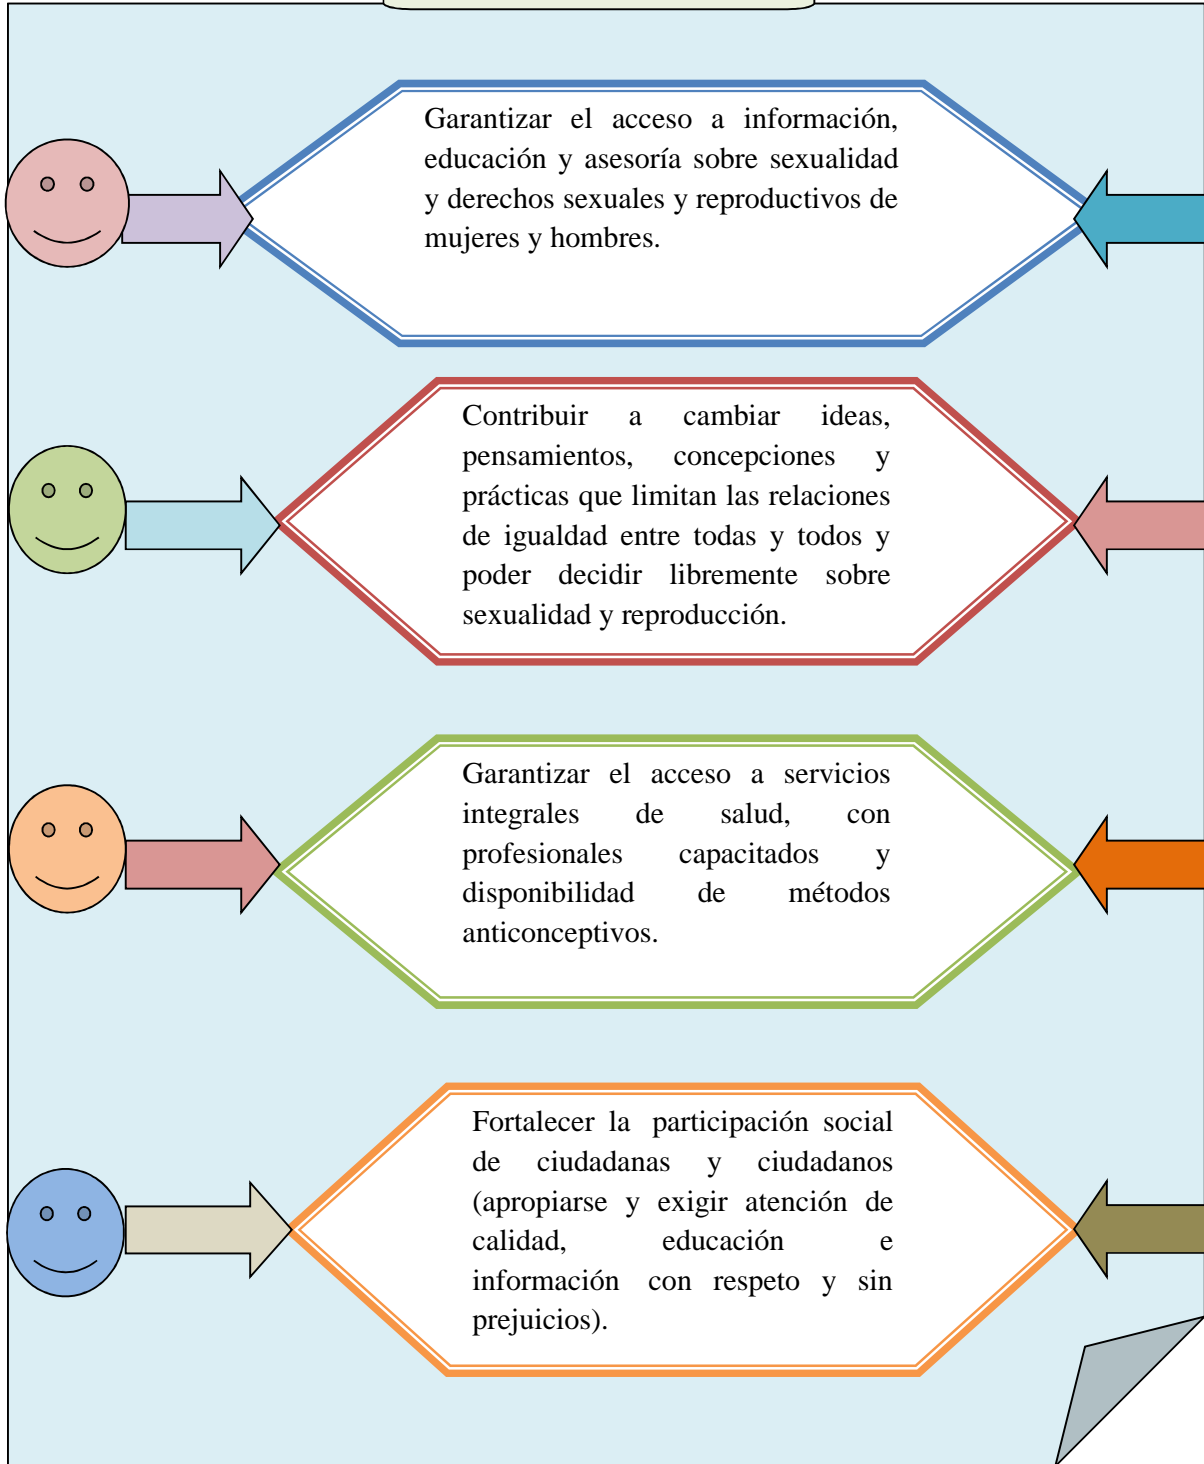 Garantizar el acceso a información,
educación y asesoría sobre sexualidad
y derechos sexuales y reproductivos de
mujeres y hombres.
Contribuir a cambiar ideas,
pensamientos, concepciones y
prácticas que limitan las relaciones
de igualdad entre todas y todos y
poder decidir libremente sobre
sexualidad y reproducción.
Garantizar el acceso a servicios
integrales de salud, con
profesionales capacitados y
disponibilidad de métodos
anticonceptivos.
Fortalecer la participación social
de ciudadanas y ciudadanos
(apropiarse y exigir atención de
calidad, educación e
información con respeto y sin
prejuicios).